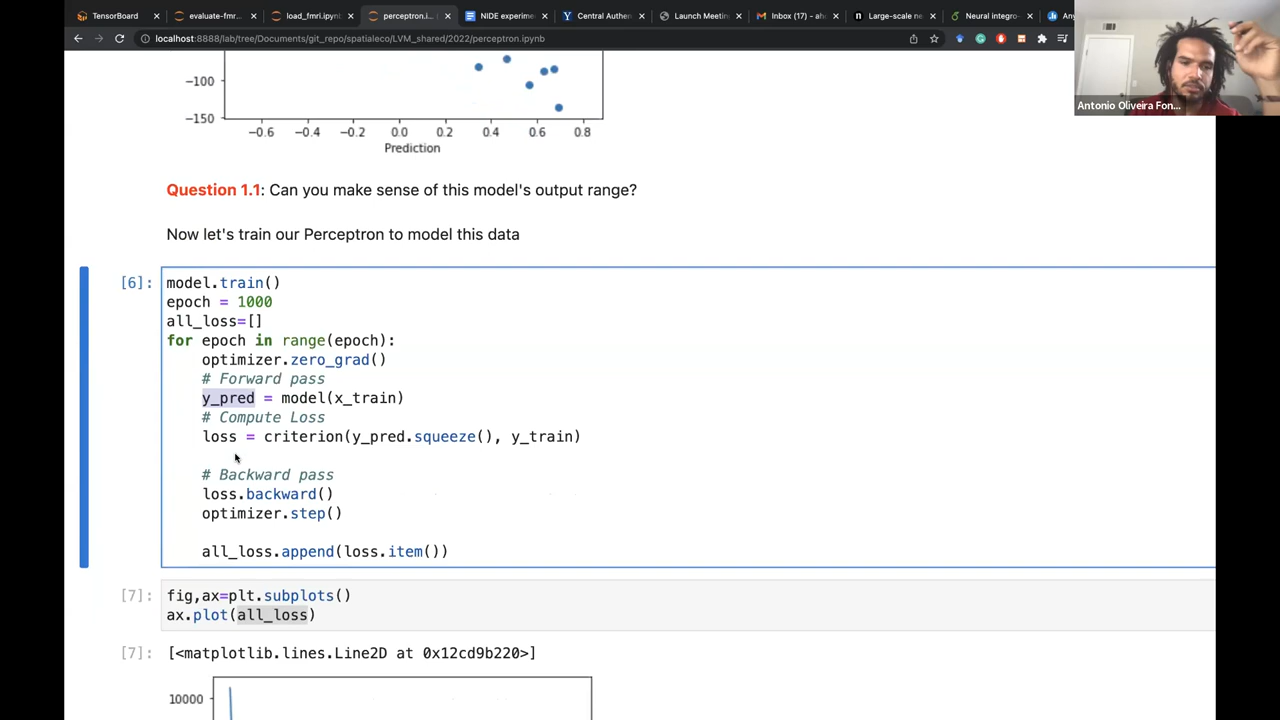 TensorBoard
evaluate-fmr...
load_fmri.ipynb
perceptron.i...
NIDE experime
Central Authen
Launch Meetin
Inbox (17) - ah
Large-scale ne
Neural integro-
localhost:8888/lab/tree/Documents/git_repo/spatialeco/LVM_shared/2022/perceptron.ipynb
Antonio Oliveira Fon...
−100
−150
−0.6 −0.4 −0.2 0.0 0.2 0.4 0.6 0.8
Prediction
Question 1.1: Can you make sense of this model's output range?
Now let's train our Perceptron to model this data
[6]:
model.train()
epoch = 1000
all_loss=[]
for epoch in range(epoch):
optimizer.zero_grad()
# Forward pass
y_pred = model(x_train)
# Compute Loss
loss = criterion(y_pred.squeeze(), y_train)
# Backward pass
loss.backward()
optimizer.step()
all_loss.append(loss.item())
[7]:
fig,ax=plt.subplots()
ax.plot(all_loss)
[7]:
[<matplotlib.lines.Line2D at 0x12cd9b220>]
10000